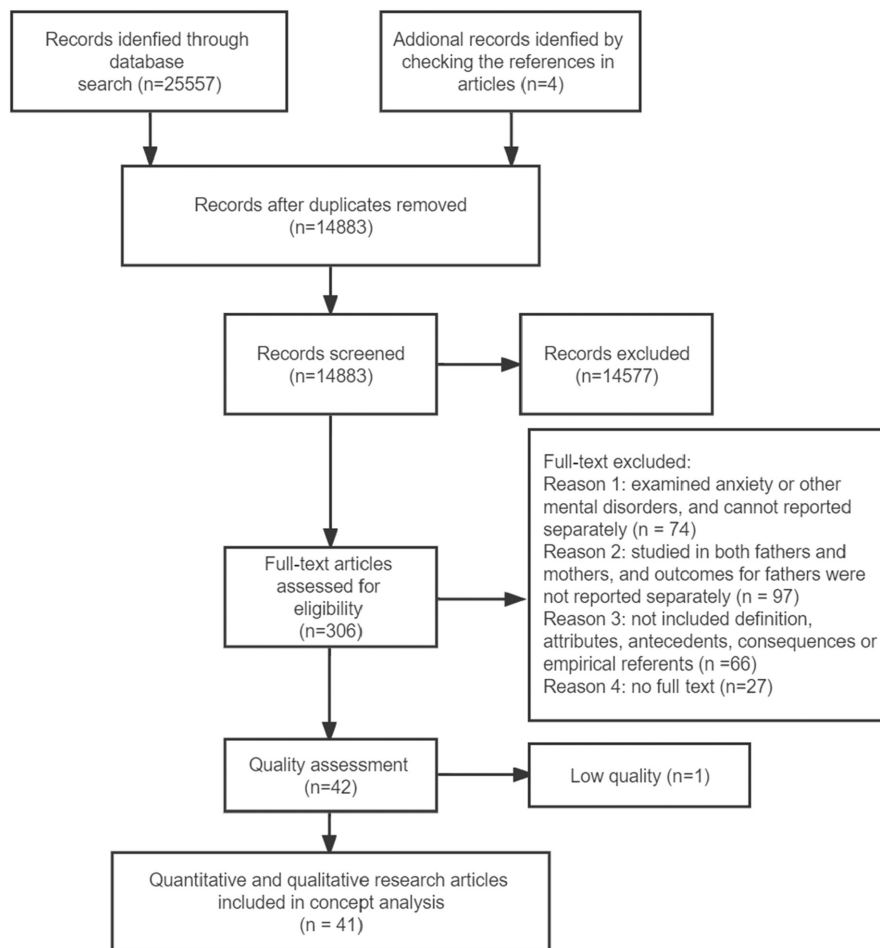 Records idenfied through
database
search (n=25557)
Addional records idenfied by
checking the references in
articles (n=4)
Records after duplicates removed
(n=14883)
Records screened
(n=14883)
Records excluded
(n=14577)
Full-text excluded:
Reason 1: examined anxiety or other
mental disorders, and cannot reported
separately (n = 74)
Reason 2: studied in both fathers and
mothers, and outcomes for fathers were
not reported separately (n = 97)
Reason 3: not included definition,
attributes, antecedents, consequences or
empirical referents (n =66)
Reason 4: no full text (n=27)
Full-text articles
assessed for
eligibility
(n=306)
Quality assessment
(n=42)
Low quality (n=1)
Quantitative and qualitative research articles
included in concept analysis
(n = 41)